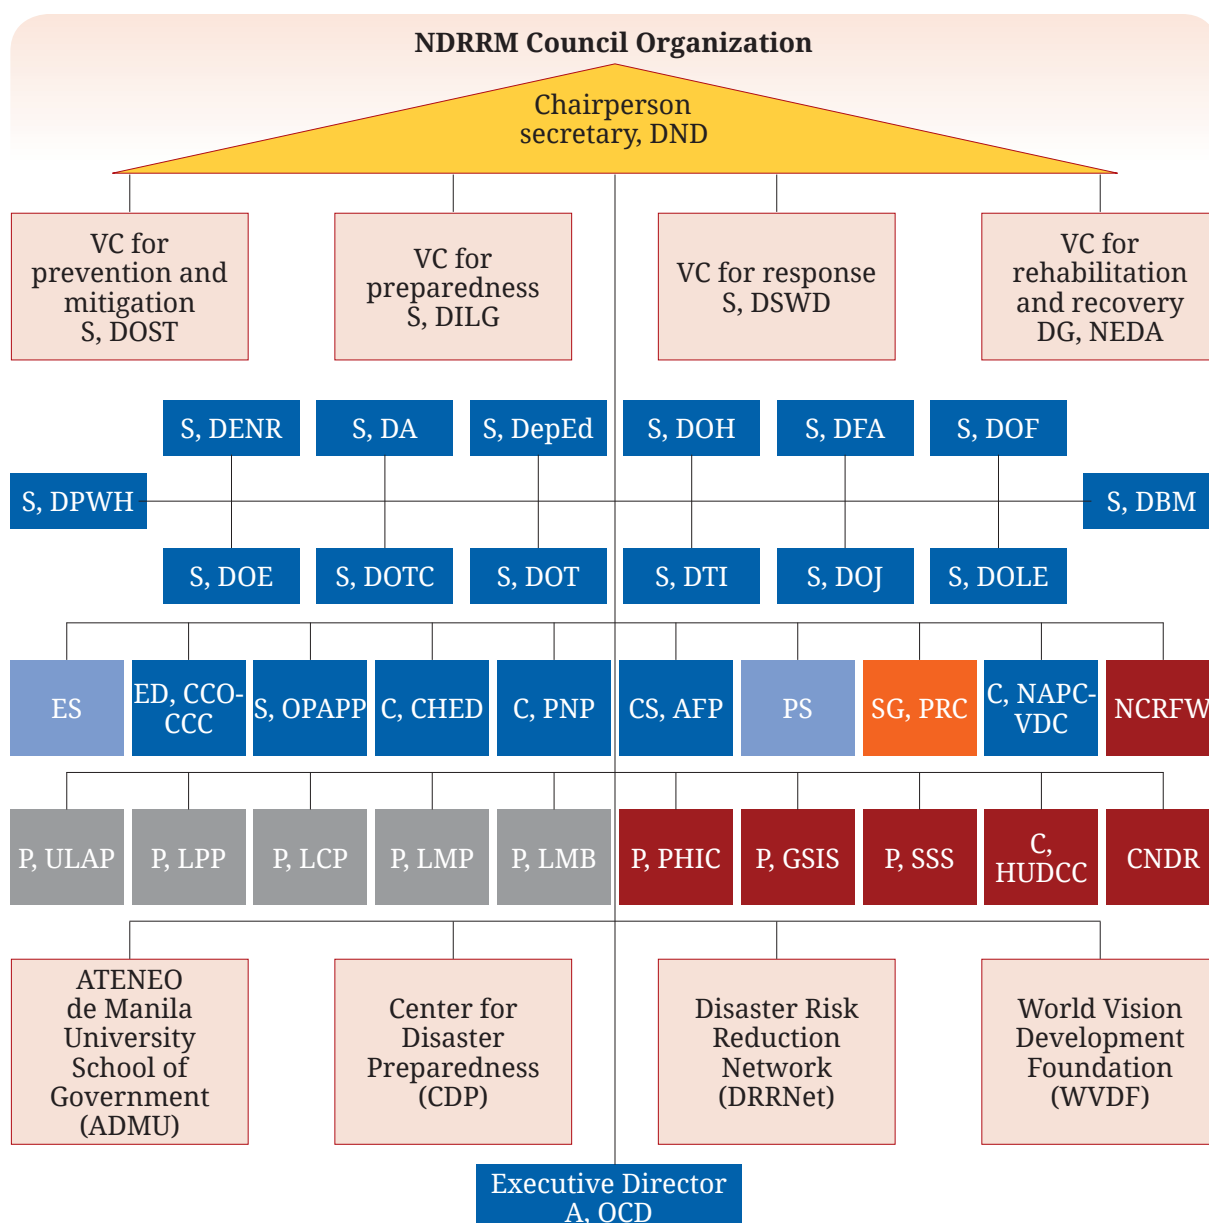 NDRRM Council Organization
Chairperson
secretary, DND
VC for
prevention and
mitigation
S, DOST
VC for
preparedness
S, DILG
VC for response
S, DSWD
VC for
rehabilitation
and recovery
DG, NEDA
S, DENR
S, DA
S, DepEd
S, DOH
S, DFA
S, DOF
S, DPWH
S, DBM
S, DOE
S, DOTC
S, DOT
S, DTI
S, DOJ
S, DOLE
ES
ED, CCO-
CCC
S, OPAPP
C, CHED
C, PNP
CS, AFP
PS
SG, PRC
C, NAPC-
VDC
NCRFW
P, ULAP
P, LPP
P, LCP
P, LMP
P, LMB
P, PHIC
P, GSIS
P, SSS
C,
HUDCC
CNDR
ATENEO
de Manila
University
School of
Government
(ADMU)
Center for
Disaster
Preparedness
(CDP)
Disaster Risk
Reduction
Network
(DRRNet)
World Vision
Development
Foundation
(WVDF)
Executive Director
A, OCD